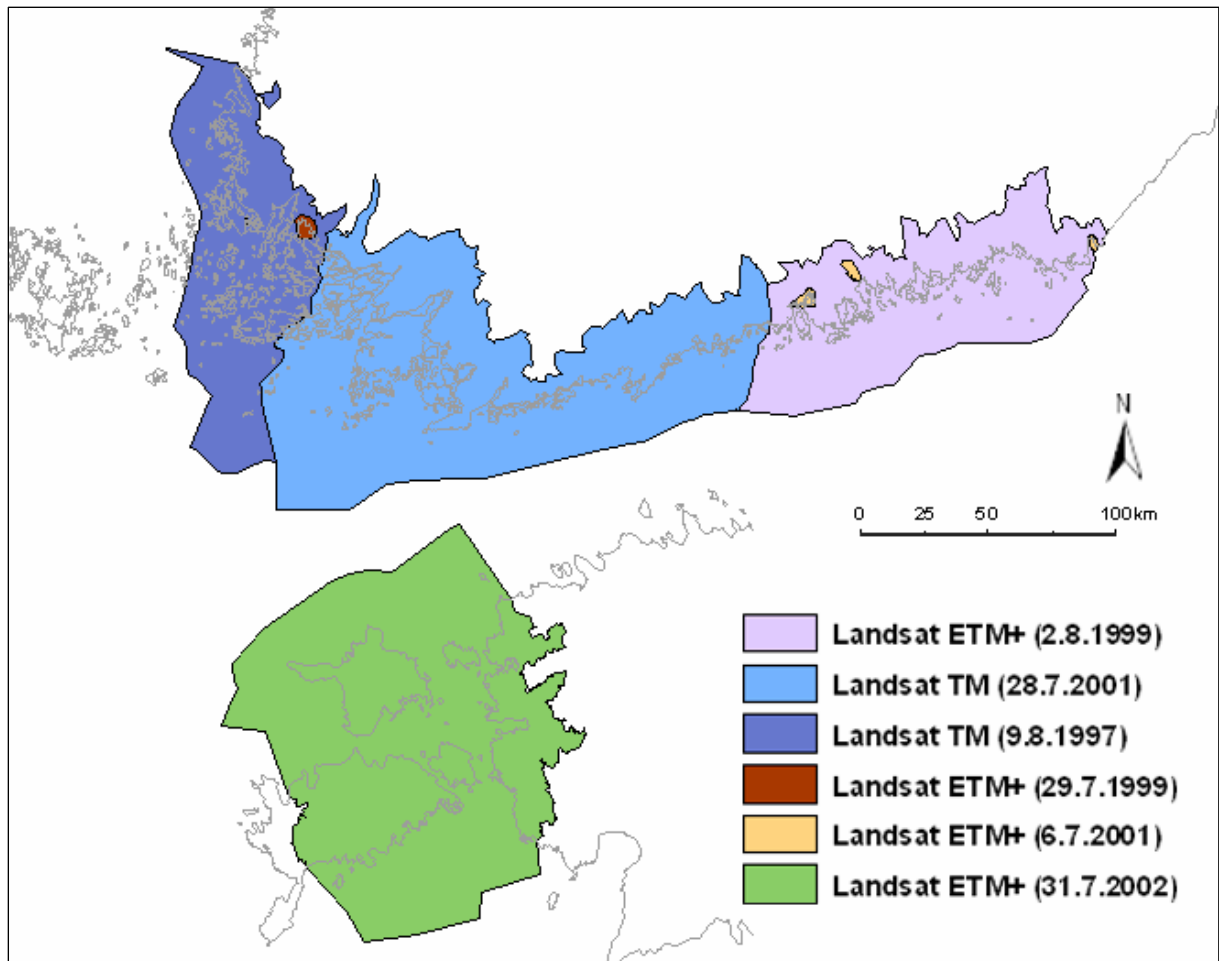 N
0 25 50 100km
Landsat ETM+ (2.8.1999)
Landsat TM (28.7.2001)
Landsat TM (9.8.1997)
Landsat ETM+ (29.7.1999)
Landsat ETM+ (6.7.2001)
Landsat ETM+ (31.7.2002)